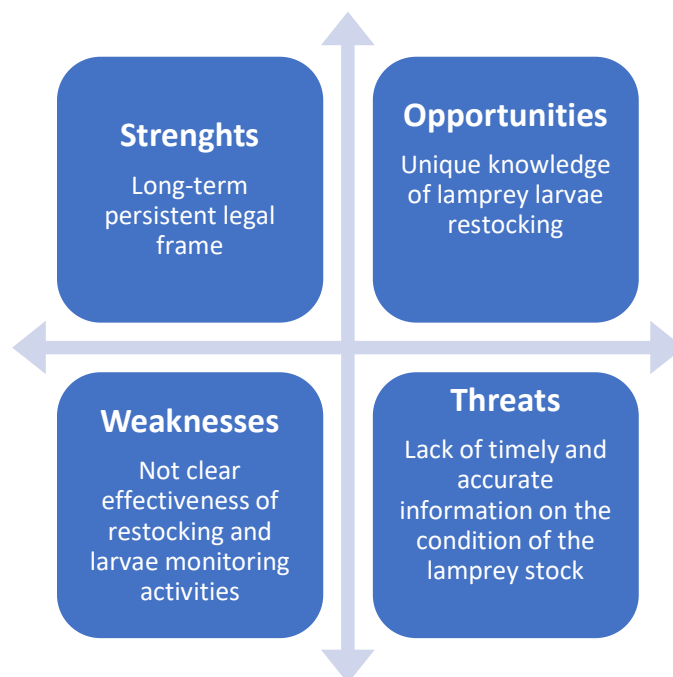 Strenghts
Long-term
persistent legal
frame
Opportunities
Unique knowledge
of lamprey larvae
restocking
Weaknesses
Not clear
effectiveness of
restocking and
larvae monitoring
activities
Threats
Lack of timely and
accurate
information on the
condition of the
lamprey stock